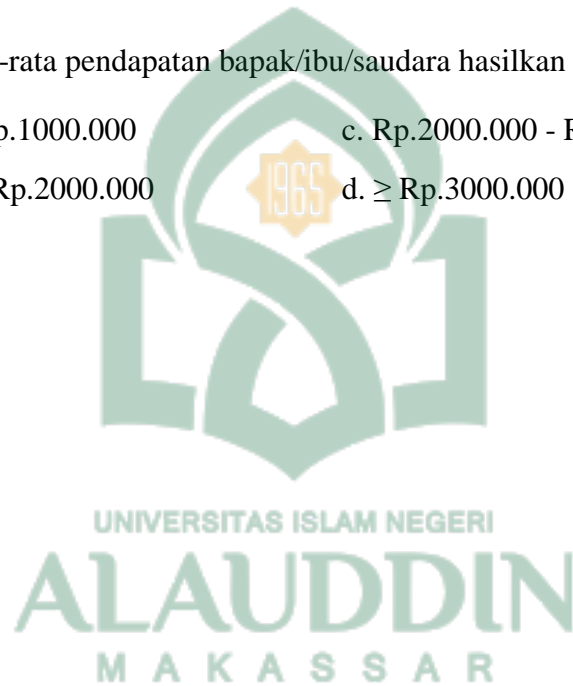 -rata pendapatan bapak/ibu/saudara hasilkan
p.1000.000 c. Rp.2000.000 - R
Rp.2000.000 d. ≥ Rp.3000.000
1965
UNIVERSITAS ISLAM NEGERI
ALAUDDIN
MAKASSAR